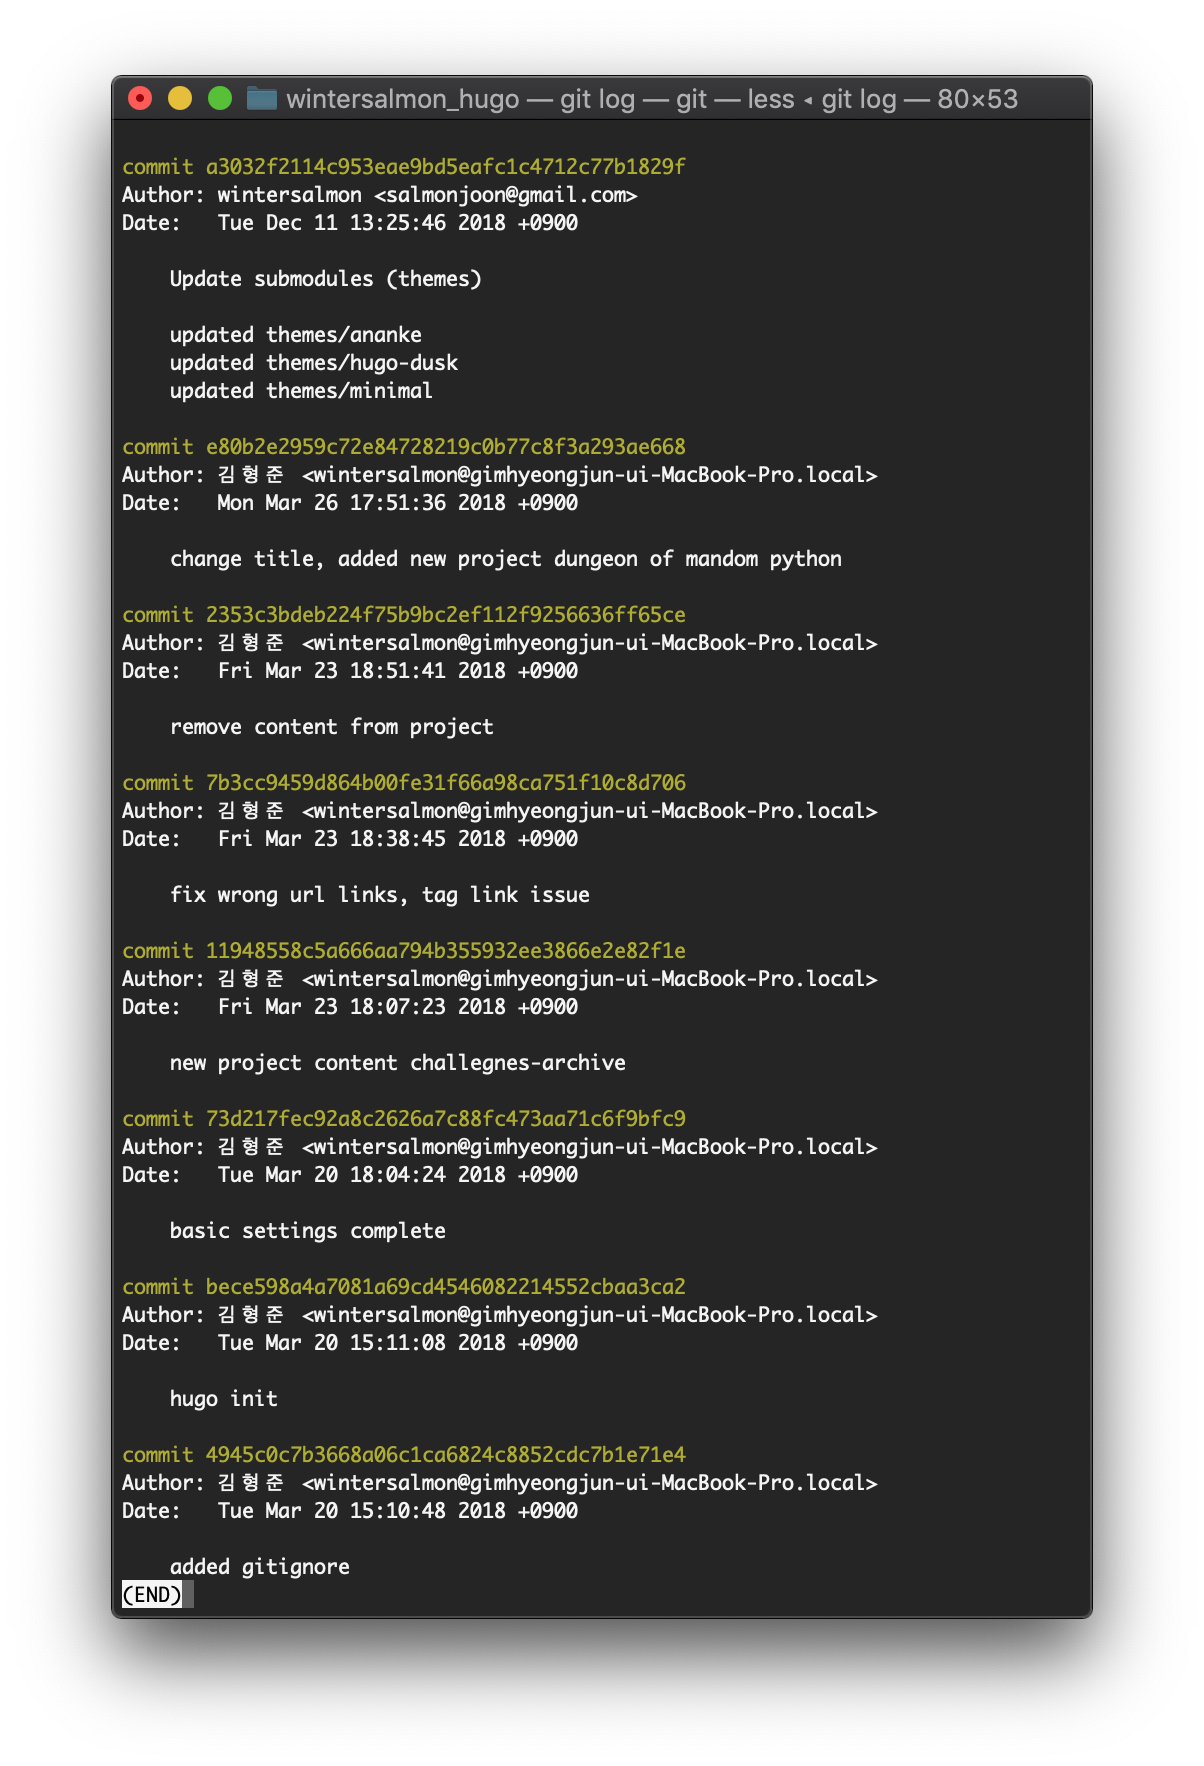 wintersalmon_hugo — git log — git — less ◂ git log — 80×53
commit a3032f2114c953eae9bd5eafc1c4712c77b1829f
Author: wintersalmon <salmonjoon@gmail.com>
Date:   Tue Dec 11 13:25:46 2018 +0900
Update submodules (themes)
updated themes/ananke
updated themes/hugo-dusk
updated themes/minimal
commit e80b2e2959c72e84728219c0b77c8f3a293ae668
Author: 김형준 <wintersalmon@gimhyeongjun-ui-MacBook-Pro.local>
Date:   Mon Mar 26 17:51:36 2018 +0900
change title, added new project dungeon of mandom python
commit 2353c3bdeb224f75b9bc2ef112f9256636ff65ce
Author: 김형준 <wintersalmon@gimhyeongjun-ui-MacBook-Pro.local>
Date:   Fri Mar 23 18:51:41 2018 +0900
remove content from project
commit 7b3cc9459d864b00fe31f66a98ca751f10c8d706
Author: 김형준 <wintersalmon@gimhyeongjun-ui-MacBook-Pro.local>
Date:   Fri Mar 23 18:38:45 2018 +0900
fix wrong url links, tag link issue
commit 11948558c5a666aa794b355932ee3866e2e82f1e
Author: 김형준 <wintersalmon@gimhyeongjun-ui-MacBook-Pro.local>
Date:   Fri Mar 23 18:07:23 2018 +0900
new project content challegnes-archive
commit 73d217fec92a8c2626a7c88fc473aa71c6f9bfc9
Author: 김형준 <wintersalmon@gimhyeongjun-ui-MacBook-Pro.local>
Date:   Tue Mar 20 18:04:24 2018 +0900
basic settings complete
commit bece598a4a7081a69cd4546082214552cbaa3ca2
Author: 김형준 <wintersalmon@gimhyeongjun-ui-MacBook-Pro.local>
Date:   Tue Mar 20 15:11:08 2018 +0900
hugo init
commit 4945c0c7b3668a06c1ca6824c8852cdc7b1e71e4
Author: 김형준 <wintersalmon@gimhyeongjun-ui-MacBook-Pro.local>
Date:   Tue Mar 20 15:10:48 2018 +0900
added gitignore
(END)